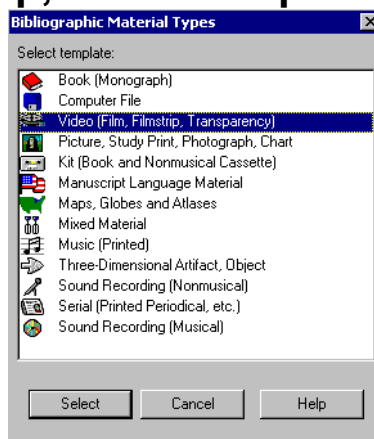 Bibliographic Material Types
Select template:
Book (Monograph)
Computer File
Video (Film, Filmstrip, Transparency)
Picture, Study Print, Photograph, Chart
Kit (Book and Nonmusical Cassette)
Manuscript Language Material
Maps, Globes and Atlases
Mixed Material
Music (Printed)
Three-Dimensional Artifact, Object
Sound Recording (Nonmusical)
Serial (Printed Periodical, etc.)
Sound Recording (Musical)
Select Cancel Help